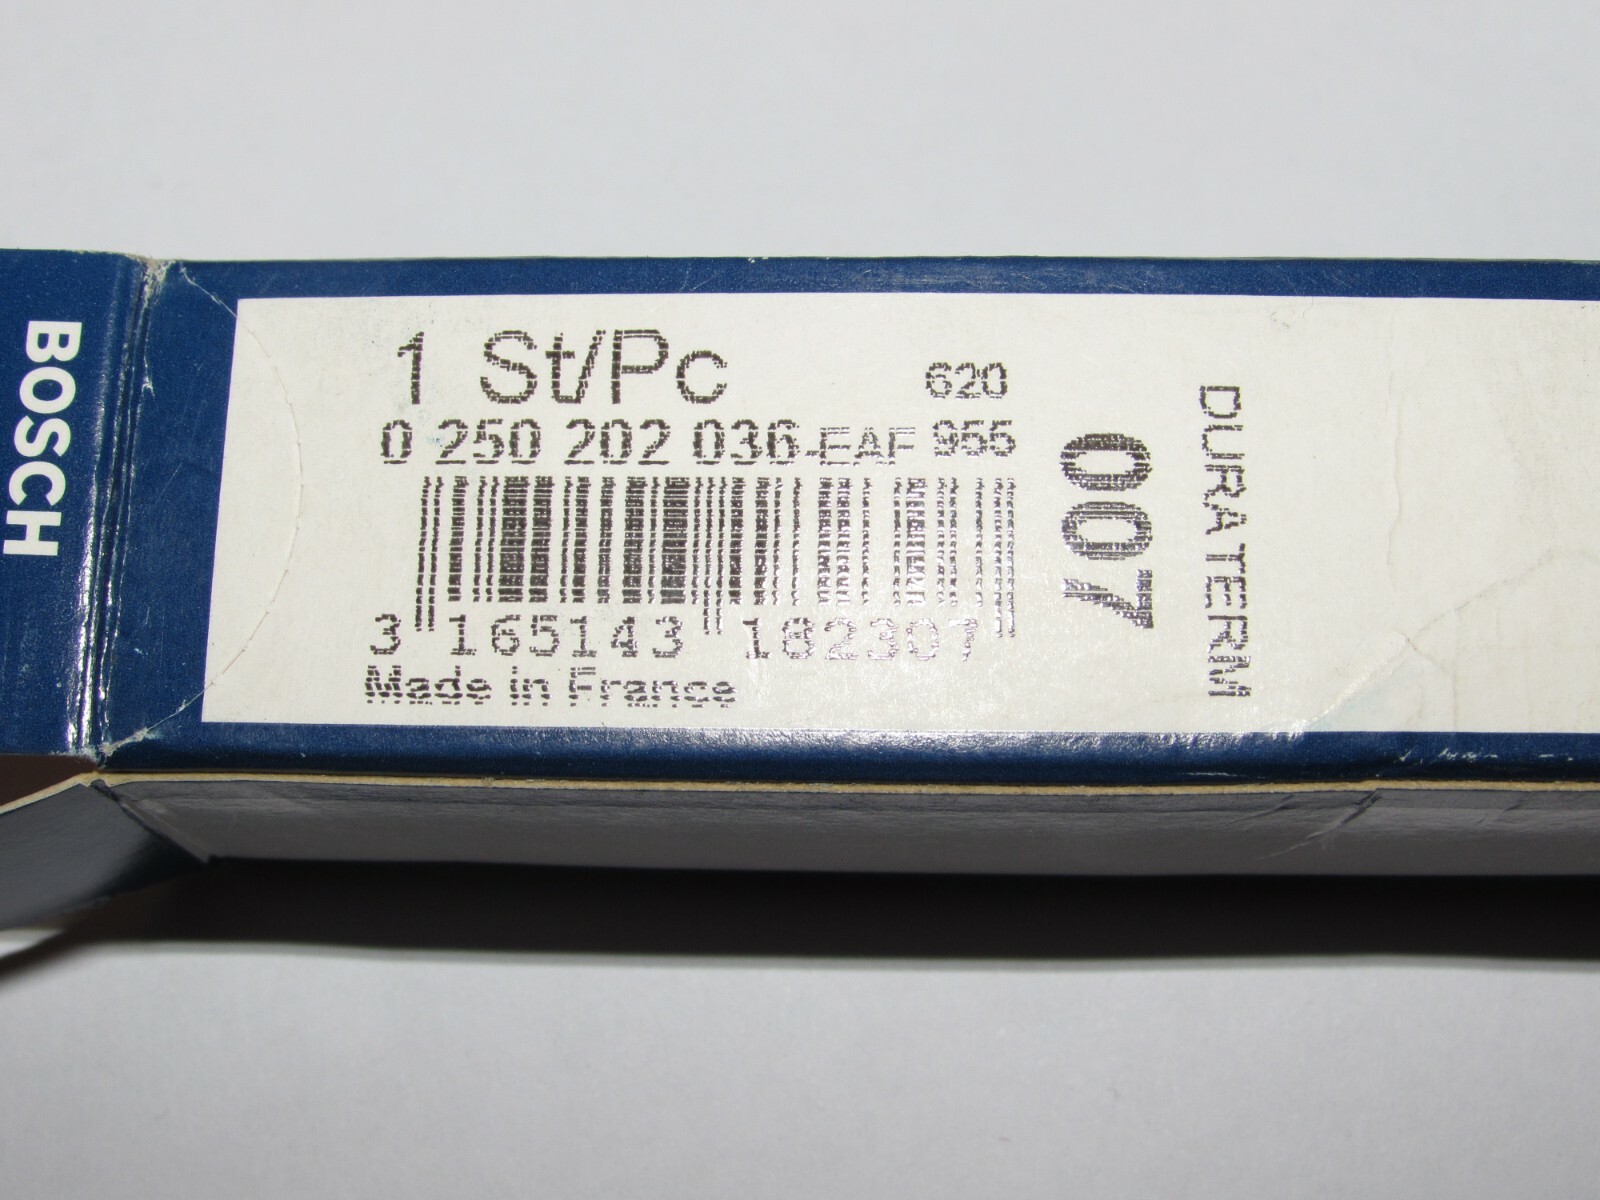 BOSCH
1 St/Pc 620
0 250 202 036-EAF 955
3 165143 182307
Made in France
007
DURATERM